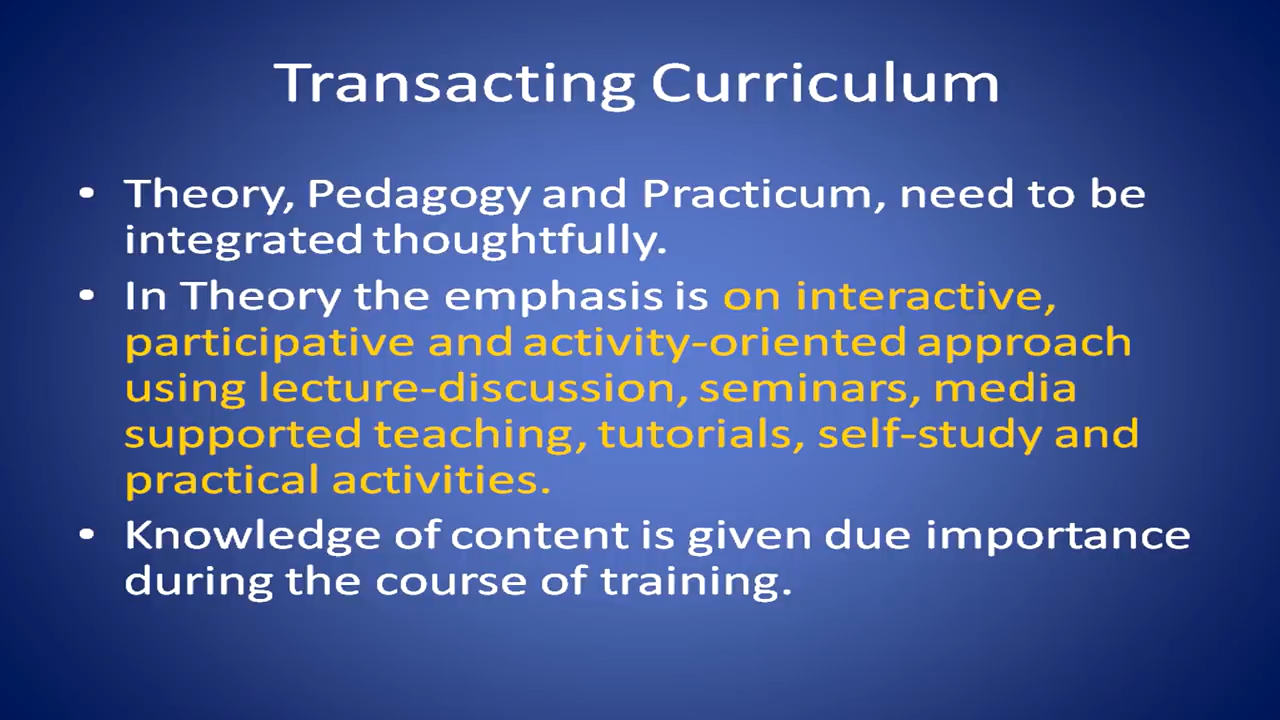 Transacting Curriculum
• Theory, Pedagogy and Practicum, need to be
integrated thoughtfully.
• In Theory the emphasis is on interactive,
participative and activity-oriented approach
using lecture-discussion, seminars, media
supported teaching, tutorials, self-study and
practical activities.
• Knowledge of content is given due importance
during the course of training.